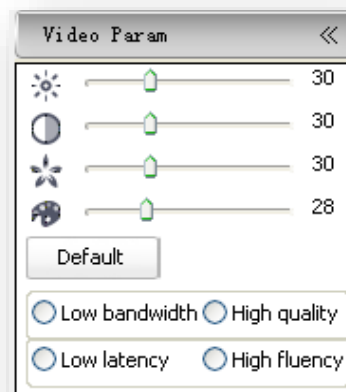 Video Param
30
30
30
28
Default
Low bandwidth High quality
Low latency High fluency